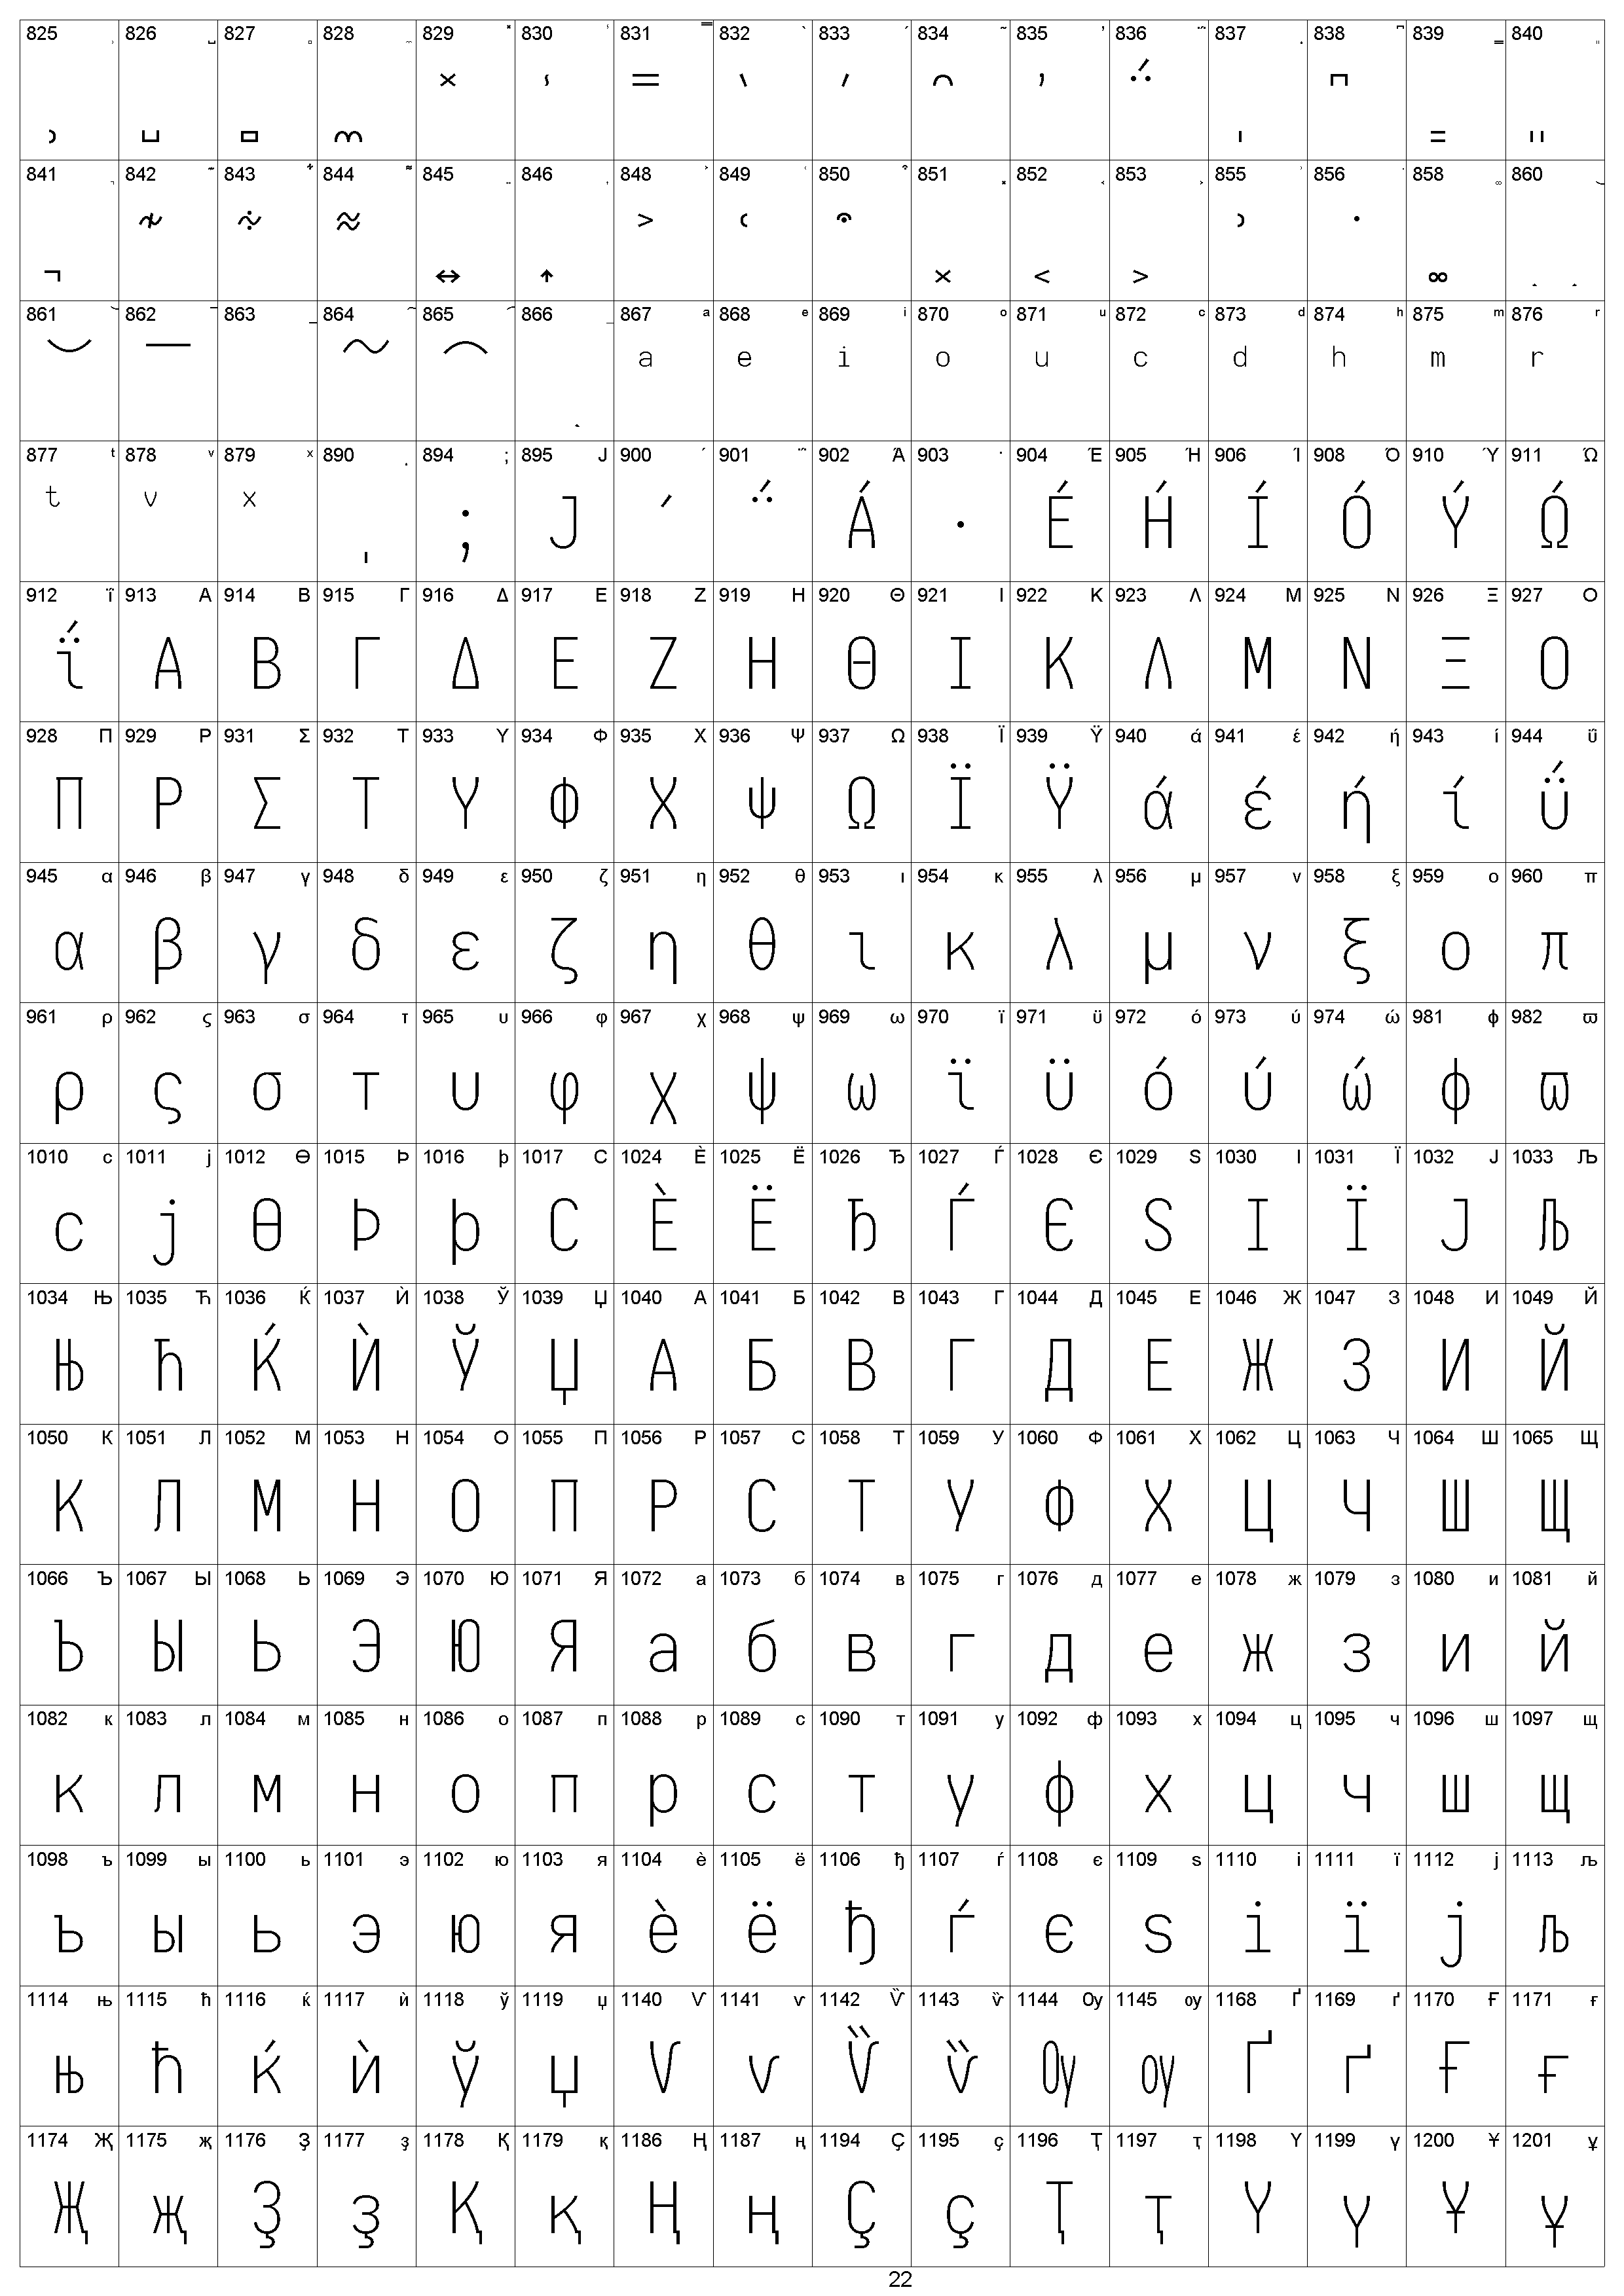 825 826 827 828 829 830 831 832 833 834 835 836 837 838 839 840
841 842 843 844 845 846 848 849 850 851 852 853 855 856 858 860
861 862 863 864 865 866 867 a 868 e 869 i 870 o 871 u 872 c 873 d 874 h 875 m 876 r
a e i o u c d h m r
877 t 878 v 879 x 890 ͺ 894 ; 895 Ϳ 900 ΄ 901 ΅ 902 Ά 903 · 904 Έ 905 Ή 906 Ί 908 Ό 910 Ύ 911 Ώ
t v x ͺ ; Ϳ ΄ ΅ Ά · Έ Ή Ί Ό Ύ Ώ
912 ΐ 913 Α 914 Β 915 Γ 916 Δ 917 Ε 918 Ζ 919 Η 920 Θ 921 Ι 922 Κ 923 Λ 924 Μ 925 Ν 926 Ξ 927 Ο
ΐ Α Β Γ Δ Ε Ζ Η Θ Ι Κ Λ Μ Ν Ξ Ο
928 Π 929 Ρ 931 Σ 932 Τ 933 Υ 934 Φ 935 Χ 936 Ψ 937 Ω 938 Ϊ 939 Ϋ 940 ά 941 έ 942 ή 943 ί 944 ΰ
Π Ρ Σ Τ Υ Φ Χ Ψ Ω Ϊ Ϋ ά έ ή ί ΰ
945 α 946 β 947 γ 948 δ 949 ε 950 ζ 951 η 952 θ 953 ι 954 κ 955 λ 956 μ 957 ν 958 ξ 959 ο 960 π
α β γ δ ε ζ η θ ι κ λ μ ν ξ ο π
961 ρ 962 ς 963 σ 964 τ 965 υ 966 φ 967 χ 968 ψ 969 ω 970 ϊ 971 ϋ 972 ό 973 ύ 974 ώ 981 ϕ 982 ϖ
ρ ς σ τ υ φ χ ψ ω ϊ ϋ ό ύ ώ ϕ ϖ
1010 ϲ 1011 ϳ 1012 ϴ 1015 Ϸ 1016 ϸ 1017 Ϲ 1024 Ѐ 1025 Ё 1026 Ђ 1027 Ѓ 1028 Є 1029 Ѕ 1030 І 1031 Ї 1032 Ј 1033 Љ
ϲ ϳ ϴ Ϸ ϸ Ϲ Ѐ Ё Ђ Ѓ Є Ѕ І Ї Ј Љ
1034 Њ 1035 Ћ 1036 Ќ 1037 Ѝ 1038 Ў 1039 Џ 1040 А 1041 Б 1042 В 1043 Г 1044 Д 1045 Е 1046 Ж 1047 З 1048 И 1049 Й
Њ Ћ Ќ Ѝ Ў Џ А Б В Г Д Е Ж З И Й
1050 К 1051 Л 1052 М 1053 Н 1054 О 1055 П 1056 Р 1057 С 1058 Т 1059 У 1060 Ф 1061 Х 1062 Ц 1063 Ч 1064 Ш 1065 Щ
К Л М Н О П Р С Т У Ф Х Ц Ч Ш Щ
1066 Ъ 1067 Ы 1068 Ь 1069 Э 1070 Ю 1071 Я 1072 а 1073 б 1074 в 1075 г 1076 д 1077 е 1078 ж 1079 з 1080 и 1081 й
Ъ Ы Ь Э Ю Я а б в г д е ж з и й
1082 к 1083 л 1084 м 1085 н 1086 о 1087 п 1088 р 1089 с 1090 т 1091 у 1092 ф 1093 х 1094 ц 1095 ч 1096 ш 1097 щ
к л м н о п р с т у ф х ц ч ш щ
1098 ъ 1099 ы 1100 ь 1101 э 1102 ю 1103 я 1104 ѐ 1105 ё 1106 ђ 1107 ѓ 1108 є 1109 ѕ 1110 і 1111 ї 1112 ј 1113 љ
ъ ы ь э ю я ѐ ё ђ ѓ є ѕ і ї ј љ
1114 њ 1115 ћ 1116 ќ 1117 ѝ 1118 ў 1119 џ 1140 Ѵ 1141 ѵ 1142 Ѷ 1143 ѷ 1144 Ѹ 1145 ѹ 1168 Ґ 1169 ґ 1170 Ғ 1171 ғ
њ ћ ќ ѝ ў џ Ѵ ѵ Ѷ ѷ Ѹ ѹ Ґ ґ Ғ ғ
1174 Җ 1175 җ 1176 Ҙ 1177 ҙ 1178 Қ 1179 қ 1186 Ң 1187 ң 1194 Ҫ 1195 ҫ 1196 Ҭ 1197 ҭ 1198 Ү 1199 ү 1200 Ұ 1201 ұ
Җ җ Ҙ ҙ Қ қ Ң ң Ҫ ҫ Ҭ ҭ Ү ү Ұ ұ
22